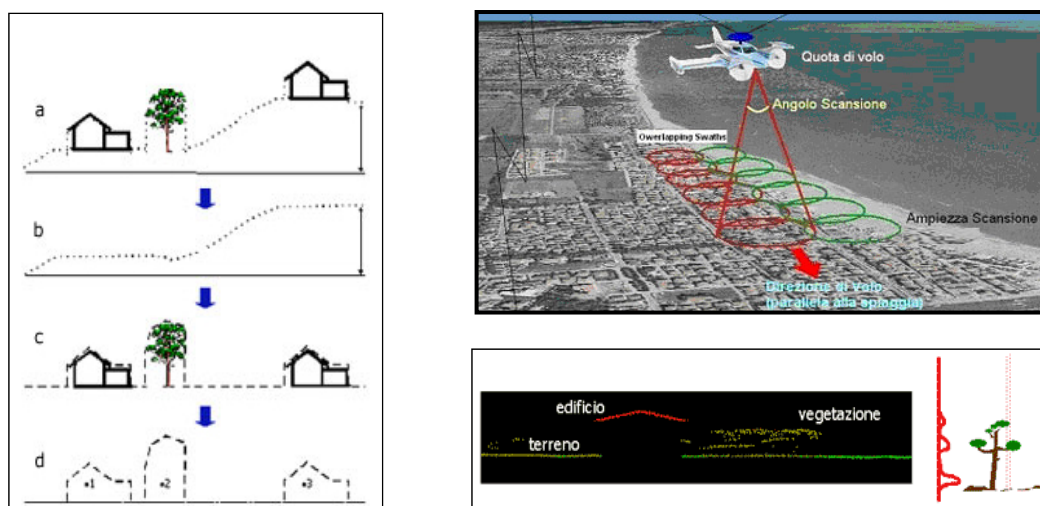 a
b
c
d
•1
•2
•3
Quota di volo
Angolo Scansione
Owerlapping Swaths
Ampiezza Scansione
Direzione di Volo
(parallela alla spiaggia)
edificio
vegetazione
terreno